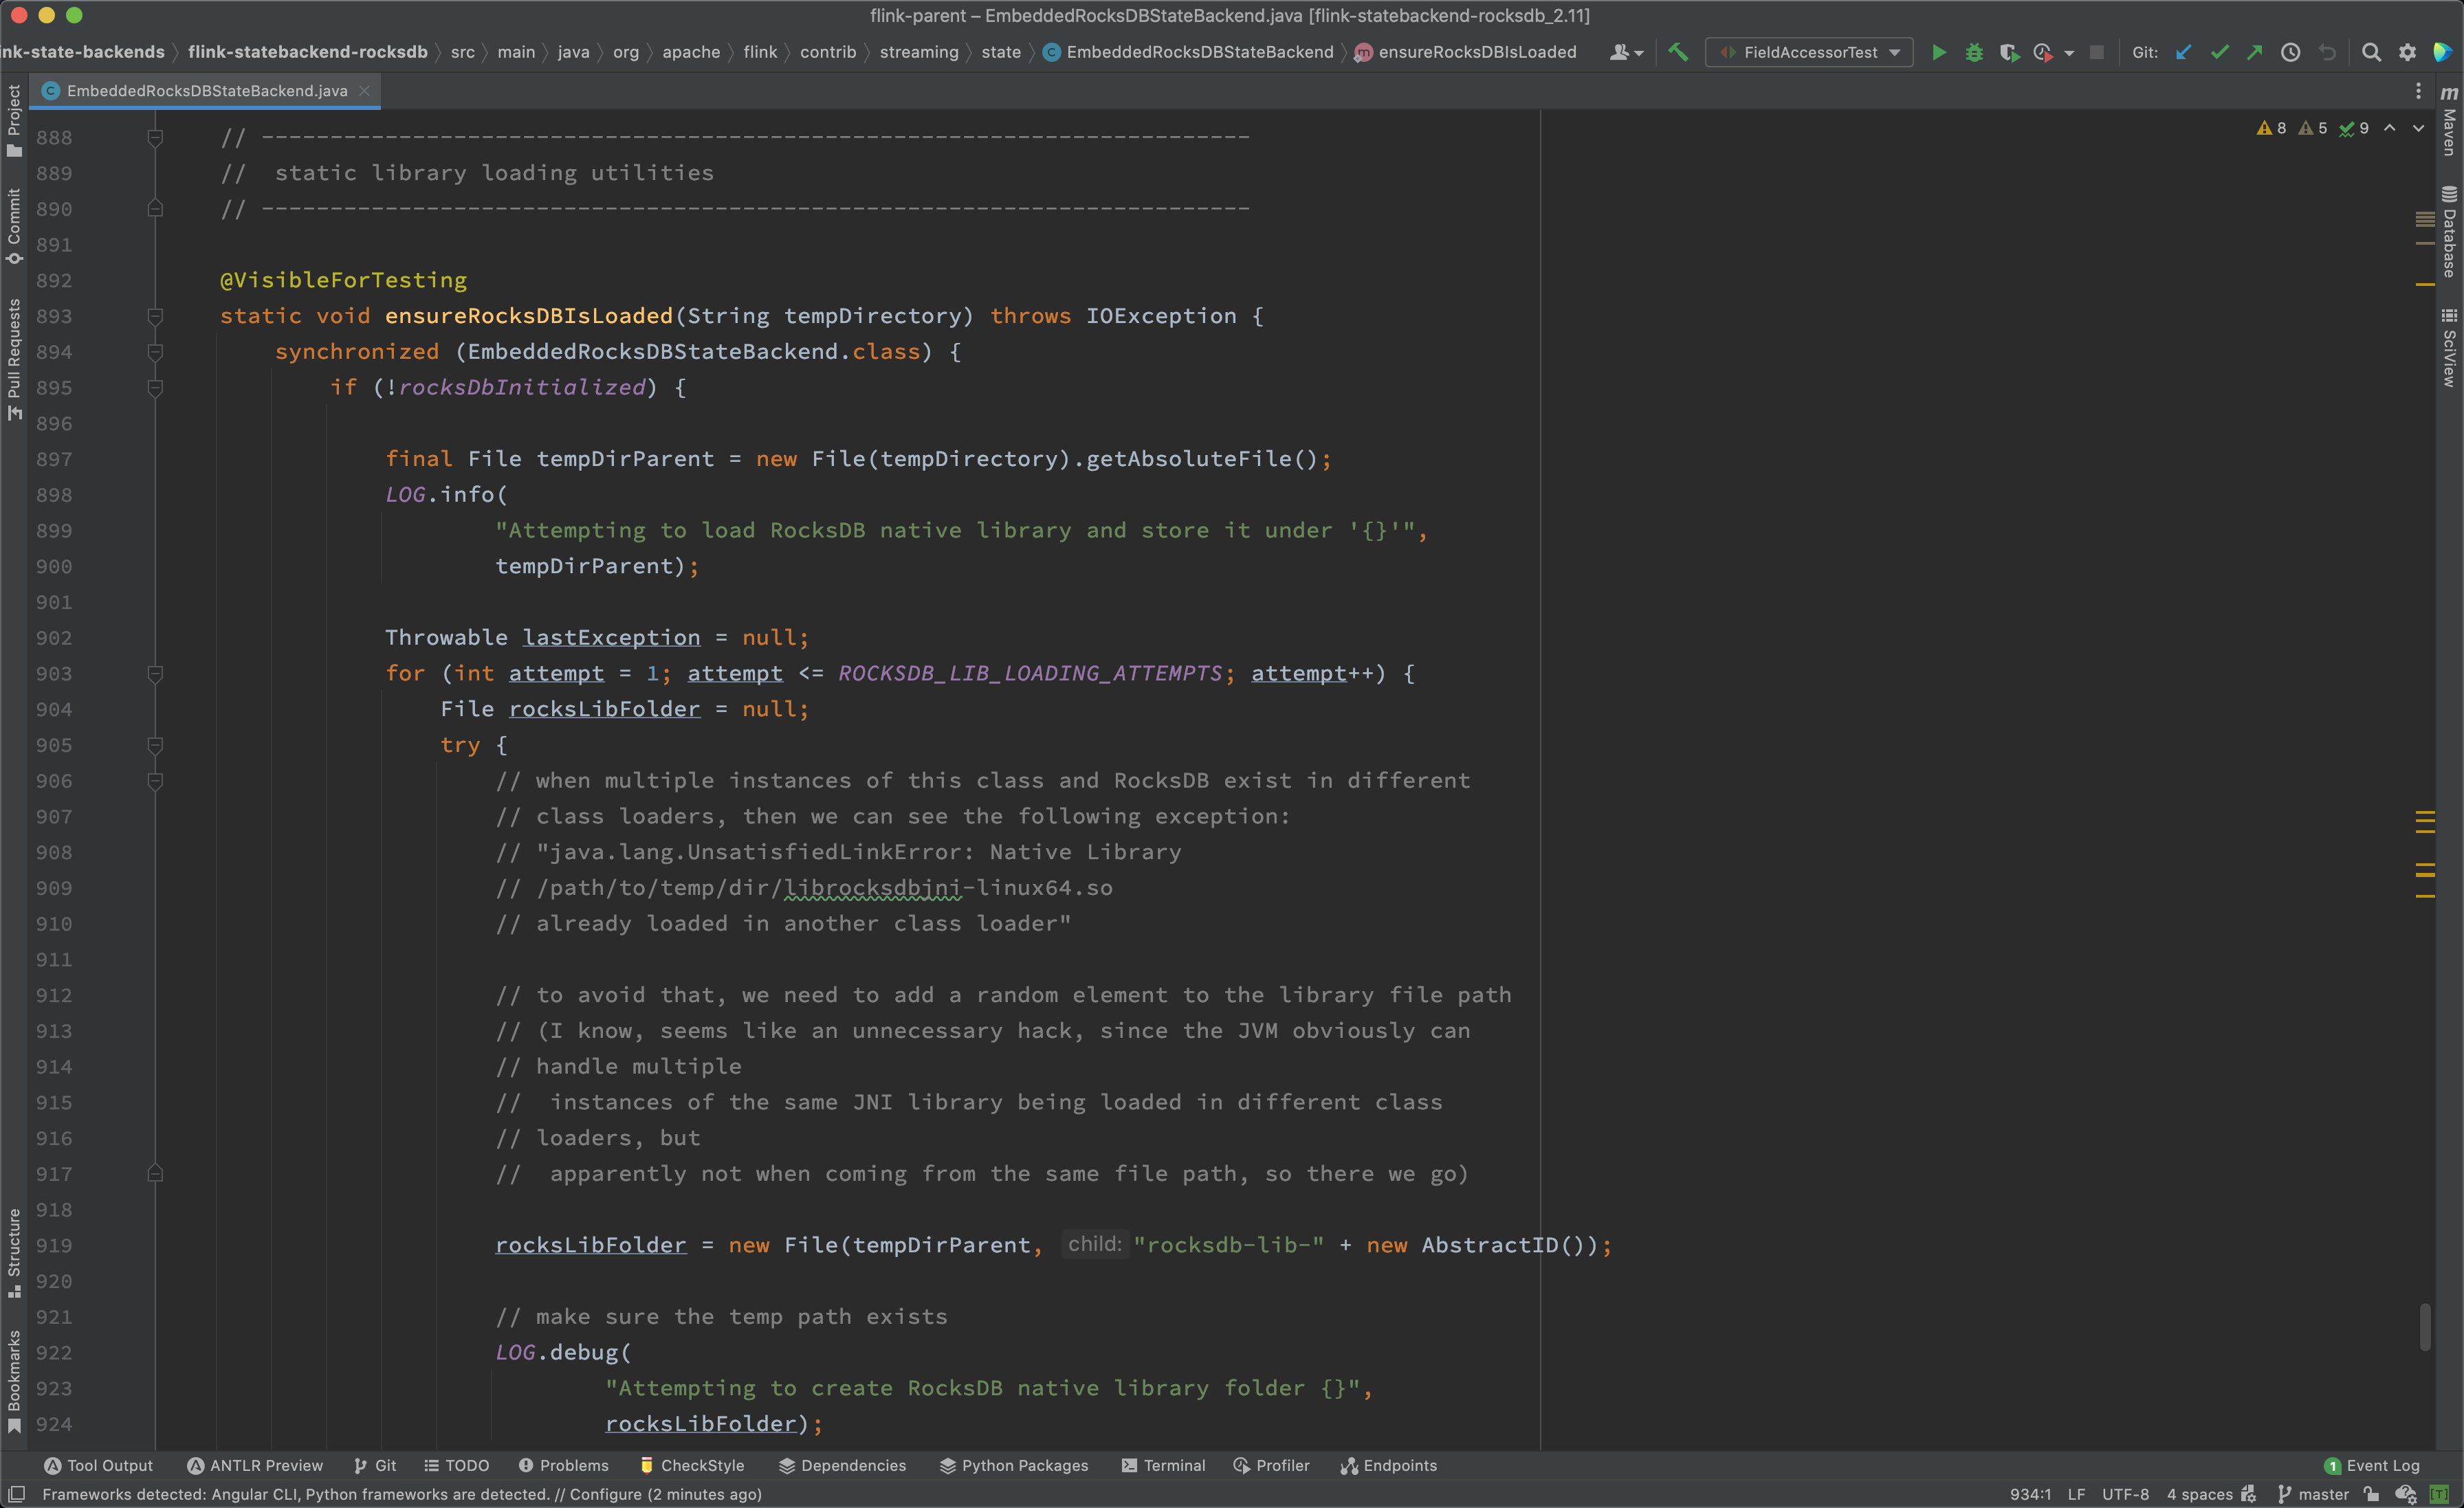 flink-parent – EmbeddedRocksDBStateBackend.java [flink-statebackend-rocksdb_2.11]
ink-state-backends flink-statebackend-rocksdb src main java org apache flink contrib streaming state C EmbeddedRocksDBStateBackend m ensureRocksDBIsLoaded FieldAccessorTest Git:
C EmbeddedRocksDBStateBackend.java
Project
Commit
Pull Requests
Structure
Bookmarks
m Maven
Database
SciView
8 5 9
888 // ------------------------------------------------------------------------
889 //  static library loading utilities
890 // ------------------------------------------------------------------------
891
892 @VisibleForTesting
893 static void ensureRocksDBIsLoaded(String tempDirectory) throws IOException {
894 synchronized (EmbeddedRocksDBStateBackend.class) {
895 if (!rocksDbInitialized) {
896
897 final File tempDirParent = new File(tempDirectory).getAbsoluteFile();
898 LOG.info(
899 "Attempting to load RocksDB native library and store it under '{}'",
900 tempDirParent);
901
902 Throwable lastException = null;
903 for (int attempt = 1; attempt <= ROCKSDB_LIB_LOADING_ATTEMPTS; attempt++) {
904 File rocksLibFolder = null;
905 try {
906 // when multiple instances of this class and RocksDB exist in different
907 // class loaders, then we can see the following exception:
908 // "java.lang.UnsatisfiedLinkError: Native Library
909 // /path/to/temp/dir/librocksdbjni-linux64.so
910 // already loaded in another class loader"
911
912 // to avoid that, we need to add a random element to the library file path
913 // (I know, seems like an unnecessary hack, since the JVM obviously can
914 // handle multiple
915 //  instances of the same JNI library being loaded in different class
916 // loaders, but
917 //  apparently not when coming from the same file path, so there we go)
918
919 rocksLibFolder = new File(tempDirParent, child: "rocksdb-lib-" + new AbstractID());
920
921 // make sure the temp path exists
922 LOG.debug(
923 "Attempting to create RocksDB native library folder {}",
924 rocksLibFolder);
Tool Output ANTLR Preview Git TODO Problems CheckStyle Dependencies Python Packages Terminal Profiler Endpoints 1 Event Log
Frameworks detected: Angular CLI, Python frameworks are detected. // Configure (2 minutes ago) 934:1 LF UTF-8 4 spaces master [T]